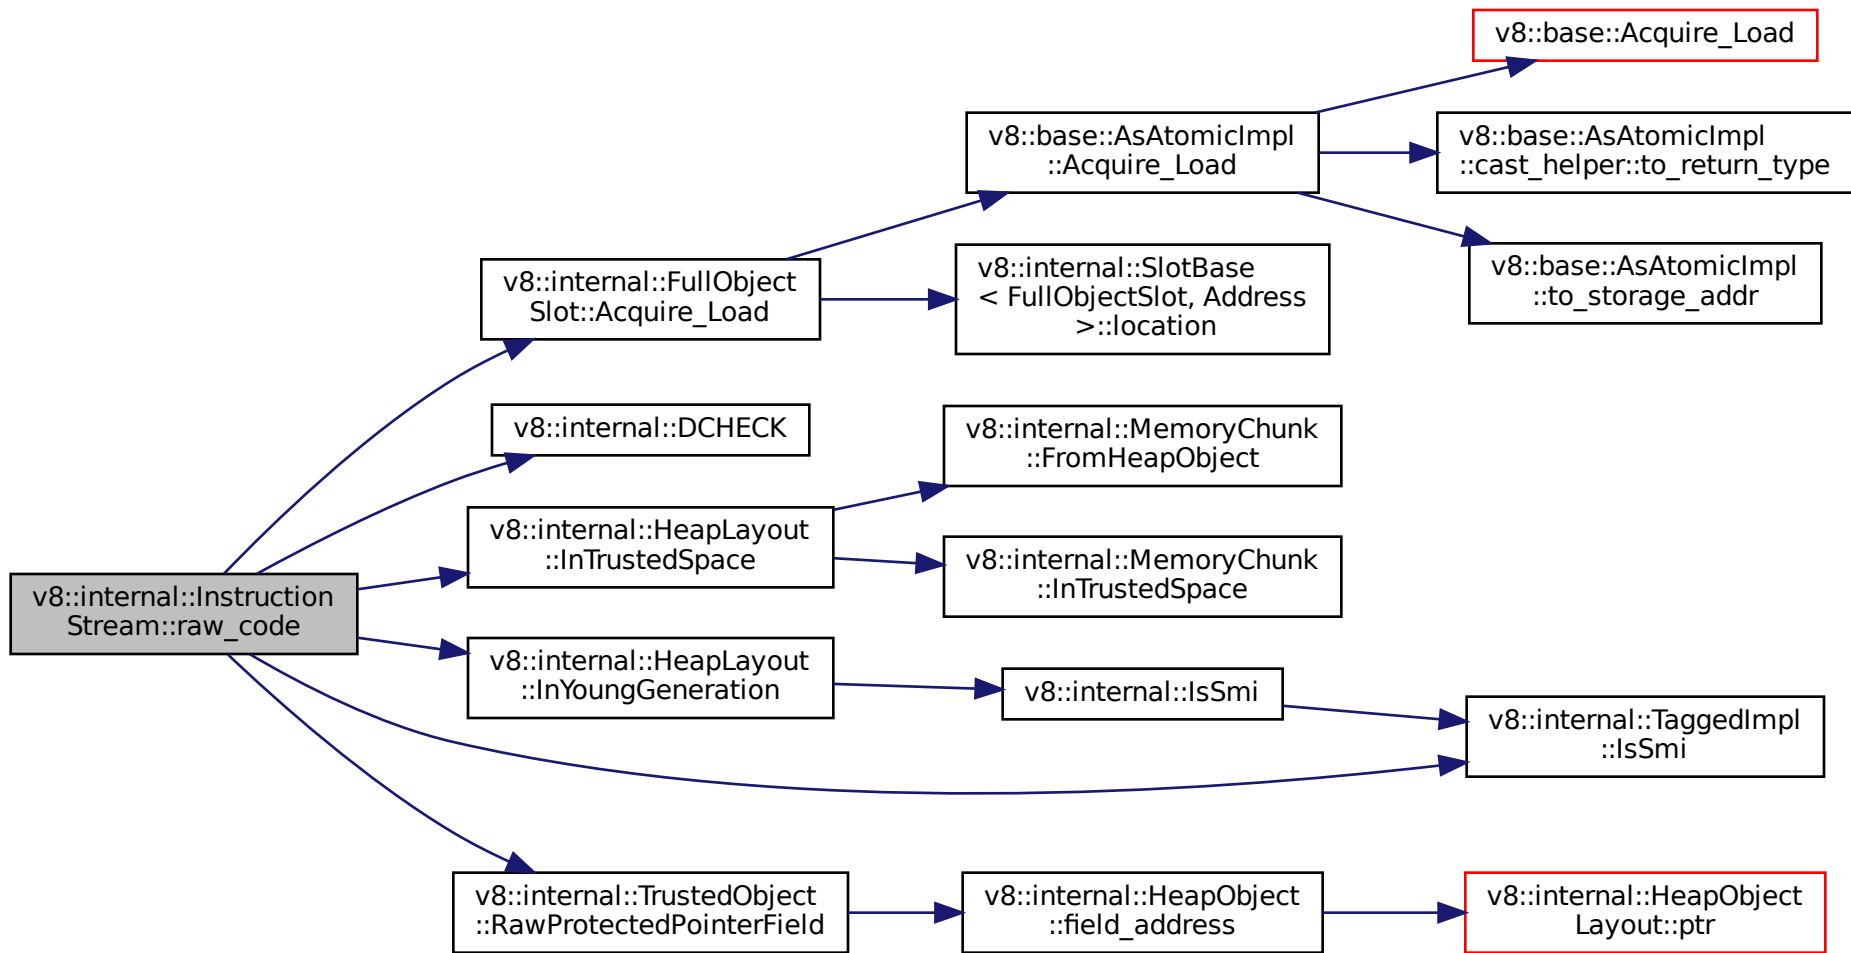 v8::base::Acquire_Load
v8::base::AsAtomicImpl
::Acquire_Load
v8::base::AsAtomicImpl
::cast_helper::to_return_type
v8::base::AsAtomicImpl
::to_storage_addr
v8::internal::FullObject
Slot::Acquire_Load
v8::internal::SlotBase
< FullObjectSlot, Address
>::location
v8::internal::DCHECK
v8::internal::MemoryChunk
::FromHeapObject
v8::internal::HeapLayout
::InTrustedSpace
v8::internal::MemoryChunk
::InTrustedSpace
v8::internal::Instruction
Stream::raw_code
v8::internal::HeapLayout
::InYoungGeneration
v8::internal::IsSmi
v8::internal::TaggedImpl
::IsSmi
v8::internal::TrustedObject
::RawProtectedPointerField
v8::internal::HeapObject
::field_address
v8::internal::HeapObject
Layout::ptr